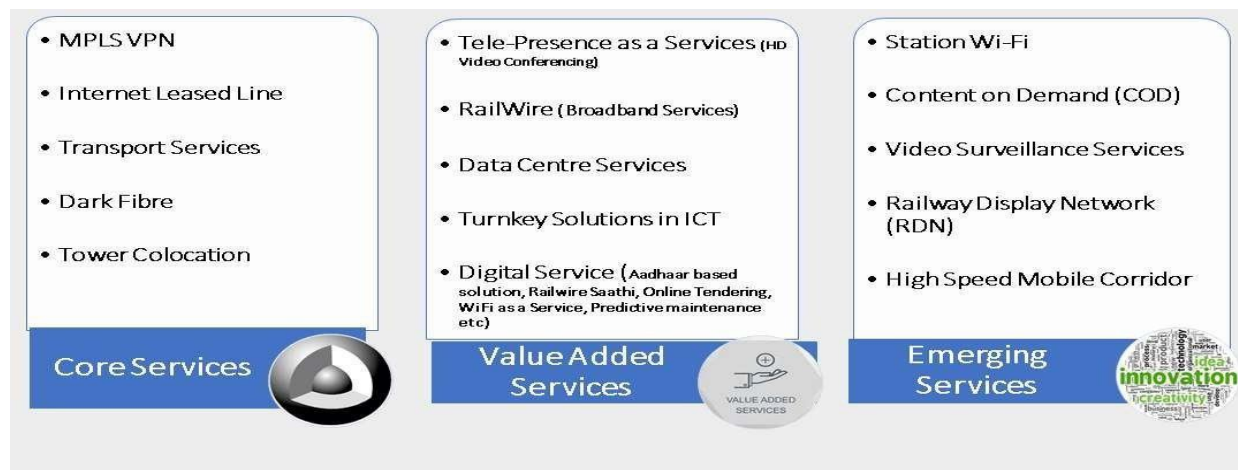 • MPLS VPN
• Internet Leased Line
• Transport Services
• Dark Fibre
• Tower Colocation
Core Services
• Tele-Presence as a Services (HD
Video Conferencing)
• RailWire (Broadband Services)
• Data Centre Services
• Turnkey Solutions in ICT
• Digital Service (Aadhaar based
solution, Railwire Saathi, Online Tendering,
WiFi as a Service, Predictive maintenance
etc)
Value Added
Services
VALUE ADDED
SERVICES
• Station Wi-Fi
• Content on Demand (COD)
• Video Surveillance Services
• Railway Display Network
(RDN)
• High Speed Mobile Corridor
Emerging
Services
technology
market
idea
innovation
creativity
business